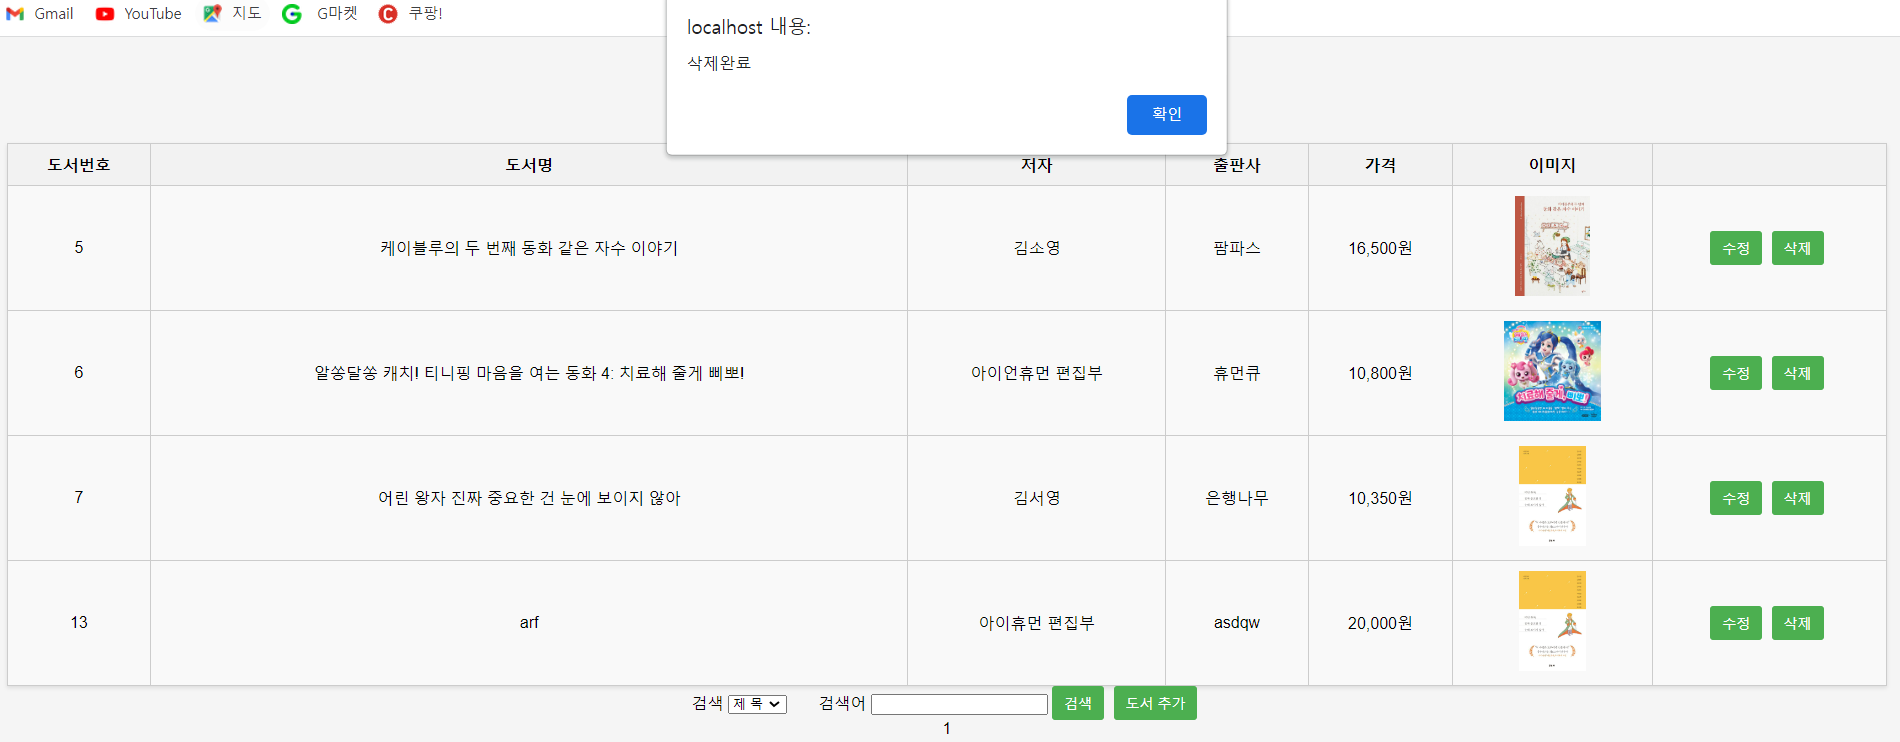 Gmail YouTube 지도 G마켓 쿠팡!
localhost 내용:
삭제완료
확인
도서번호 도서명 저자 출판사 가격 이미지
5 케이블루의 두 번째 동화 같은 자수 이야기 김소영 팜파스 16,500원 수정 삭제
6 알쏭달쏭 캐치! 티니핑 마음을 여는 동화 4: 치료해 줄게 삐뽀! 아이언휴먼 편집부 휴먼큐 10,800원 수정 삭제
치료해 줄게, 삐뽀!
7 어린 왕자 진짜 중요한 건 눈에 보이지 않아 김서영 은행나무 10,350원 수정 삭제
13 arf 아이휴먼 편집부 asdqw 20,000원 수정 삭제
검색 제 목 검색어 검색 도서 추가
1